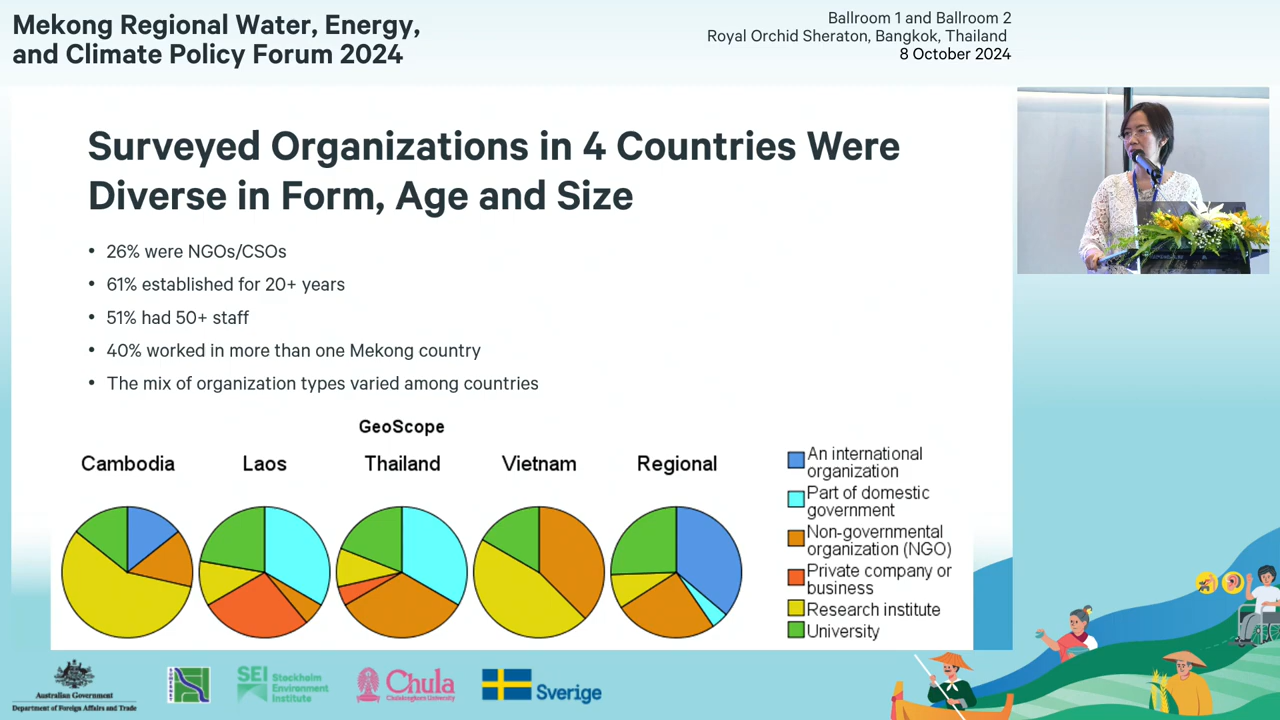 Mekong Regional Water, Energy,
and Climate Policy Forum 2024
Ballroom 1 and Ballroom 2
Royal Orchid Sheraton, Bangkok, Thailand
8 October 2024
Surveyed Organizations in 4 Countries Were
Diverse in Form, Age and Size
• 26% were NGOs/CSOs
• 61% established for 20+ years
• 51% had 50+ staff
• 40% worked in more than one Mekong country
• The mix of organization types varied among countries
GeoScope
Cambodia Laos Thailand Vietnam Regional
An international
organization
Part of domestic
government
Non-governmental
organization (NGO)
Private company or
business
Research institute
University
Australian Government
Department of Foreign Affairs and Trade
SEI Stockholm
Environment
Institute
Chula
Chulalongkorn University
Sverige